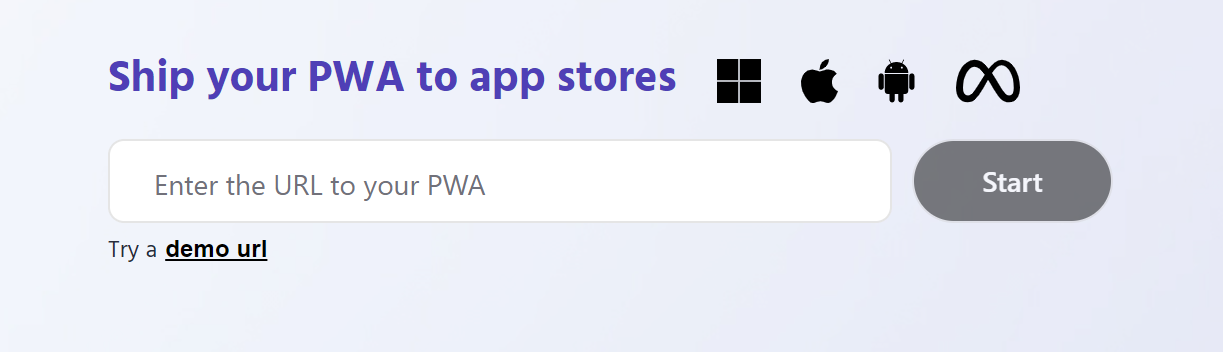 Ship your PWA to app stores
Enter the URL to your PWA
Start
Try a demo url